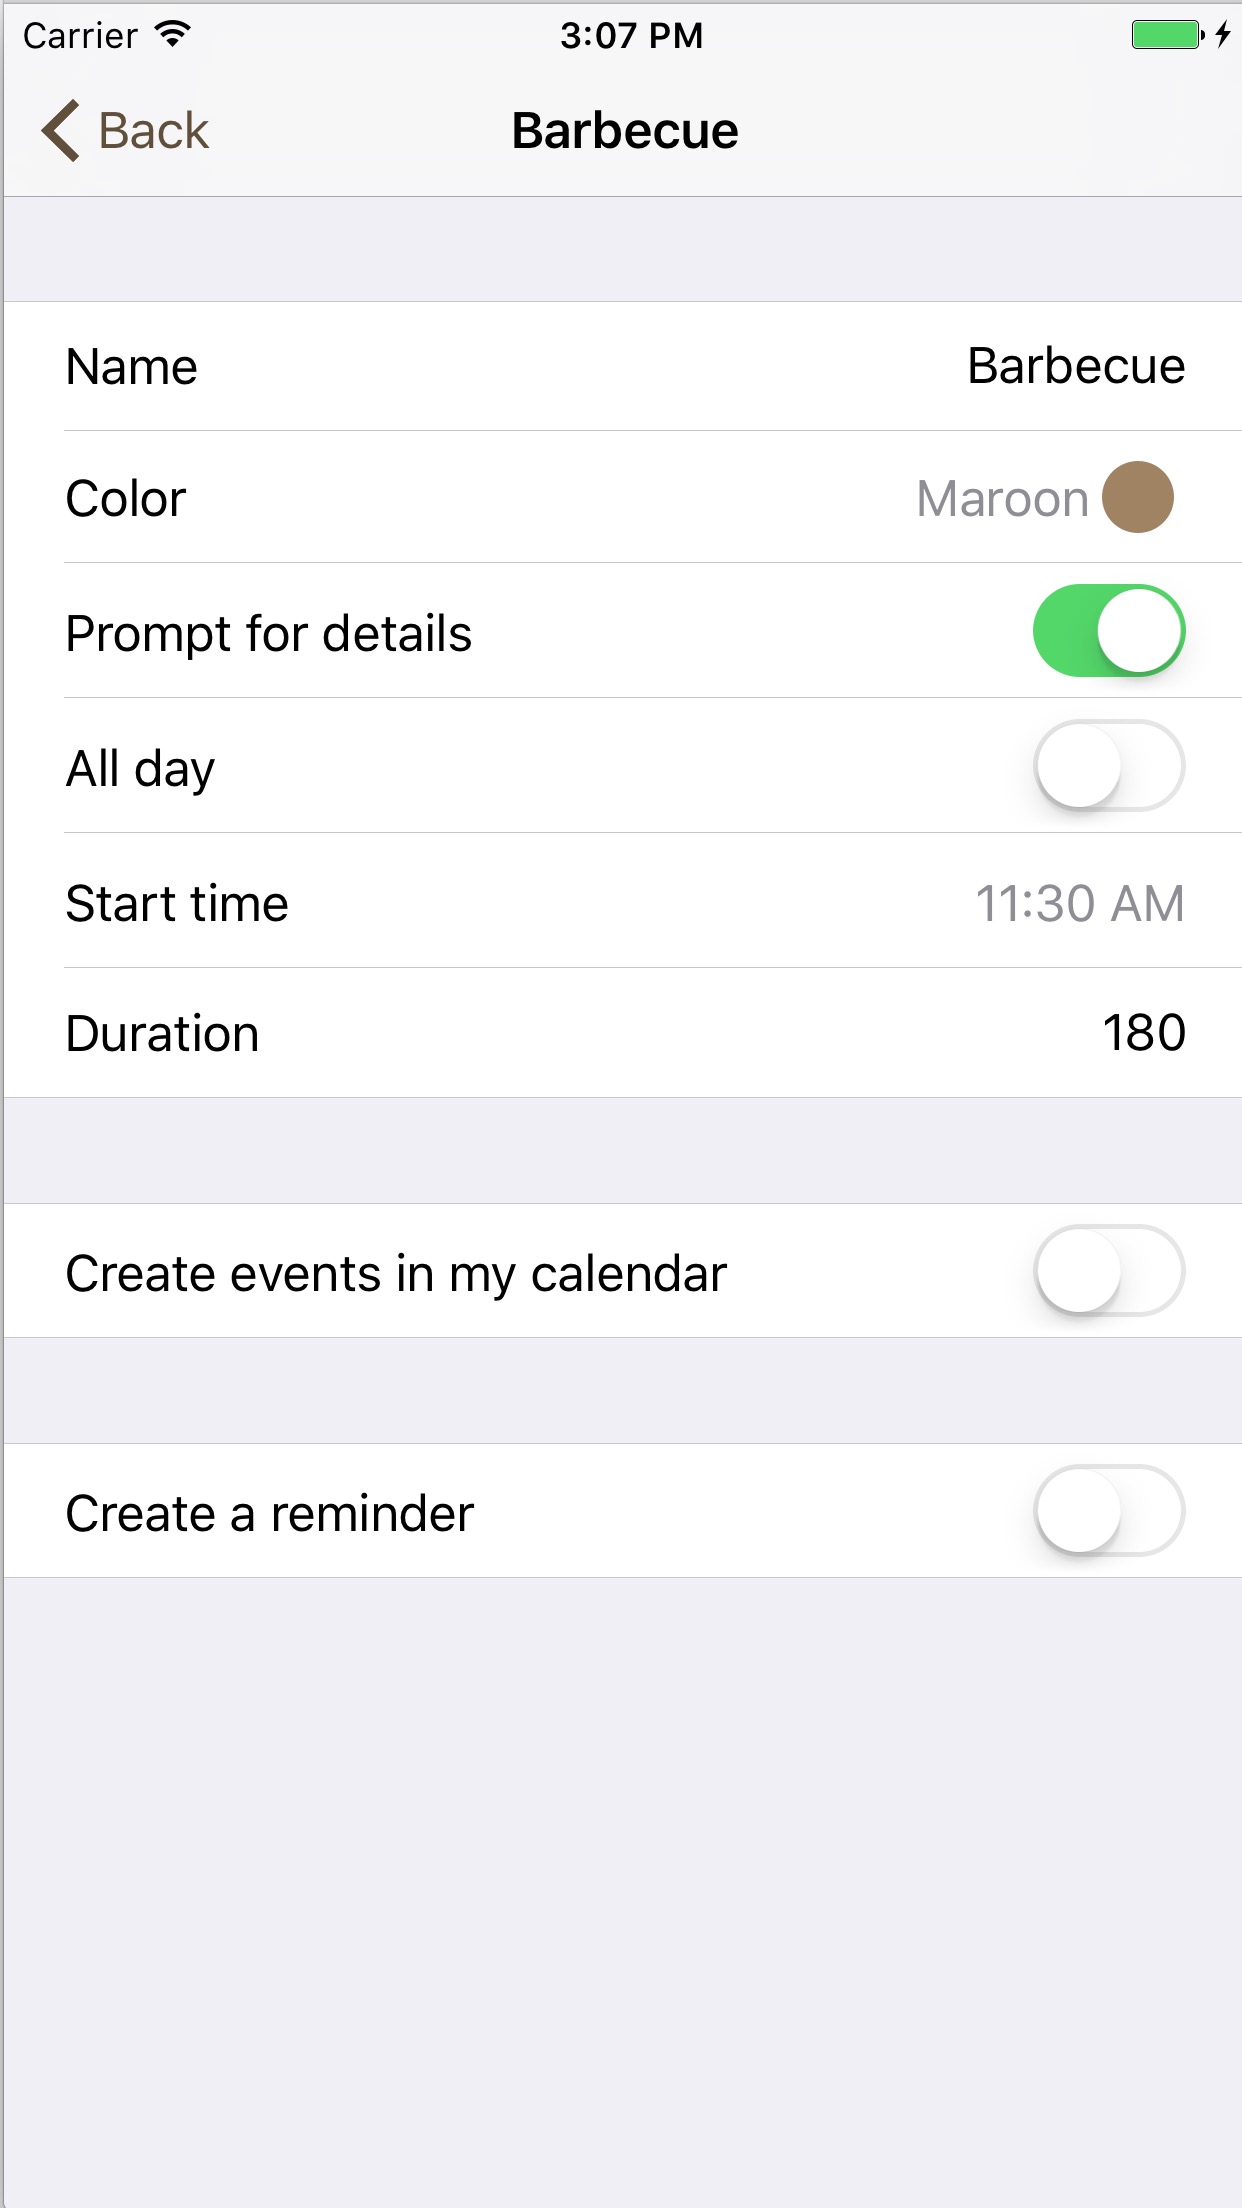 Carrier 3:07 PM
Back Barbecue
Name Barbecue
Color Maroon
Prompt for details
All day
Start time 11:30 AM
Duration 180
Create events in my calendar
Create a reminder